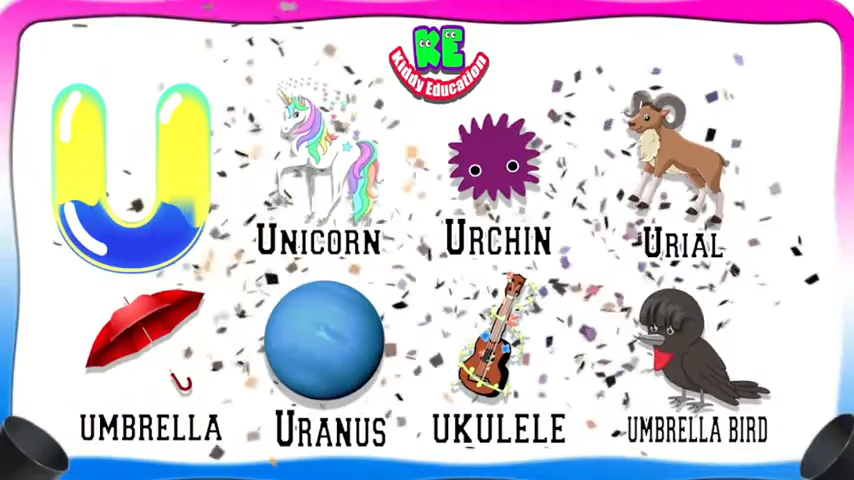 KE
Kiddy Education
U
UNICORN
URCHIN
URIAL
UMBRELLA
URANUS
UKULELE
UMBRELLA BIRD